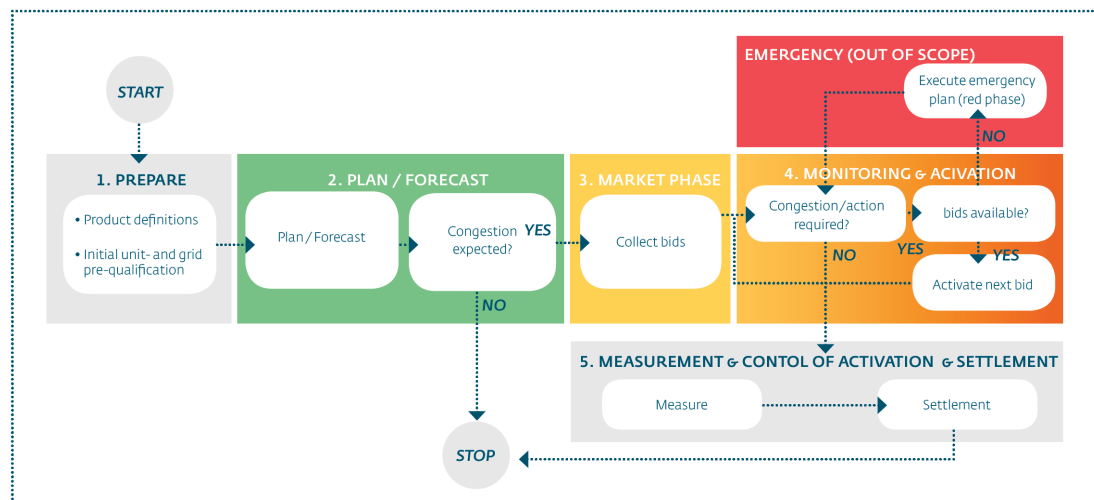 START
EMERGENCY (OUT OF SCOPE)
Execute emergency
plan (red phase)
NO
1. PREPARE
• Product definitions
• Initial unit- and grid
pre-qualification
2. PLAN / FORECAST
Plan / Forecast
Congestion
expected?
YES
NO
3. MARKET PHASE
Collect bids
4. MONITORING & ACIVATION
Congestion/action
required?
NO
YES
bids available?
YES
Activate next bid
5. MEASUREMENT & CONTOL OF ACTIVATION & SETTLEMENT
Measure
Settlement
STOP